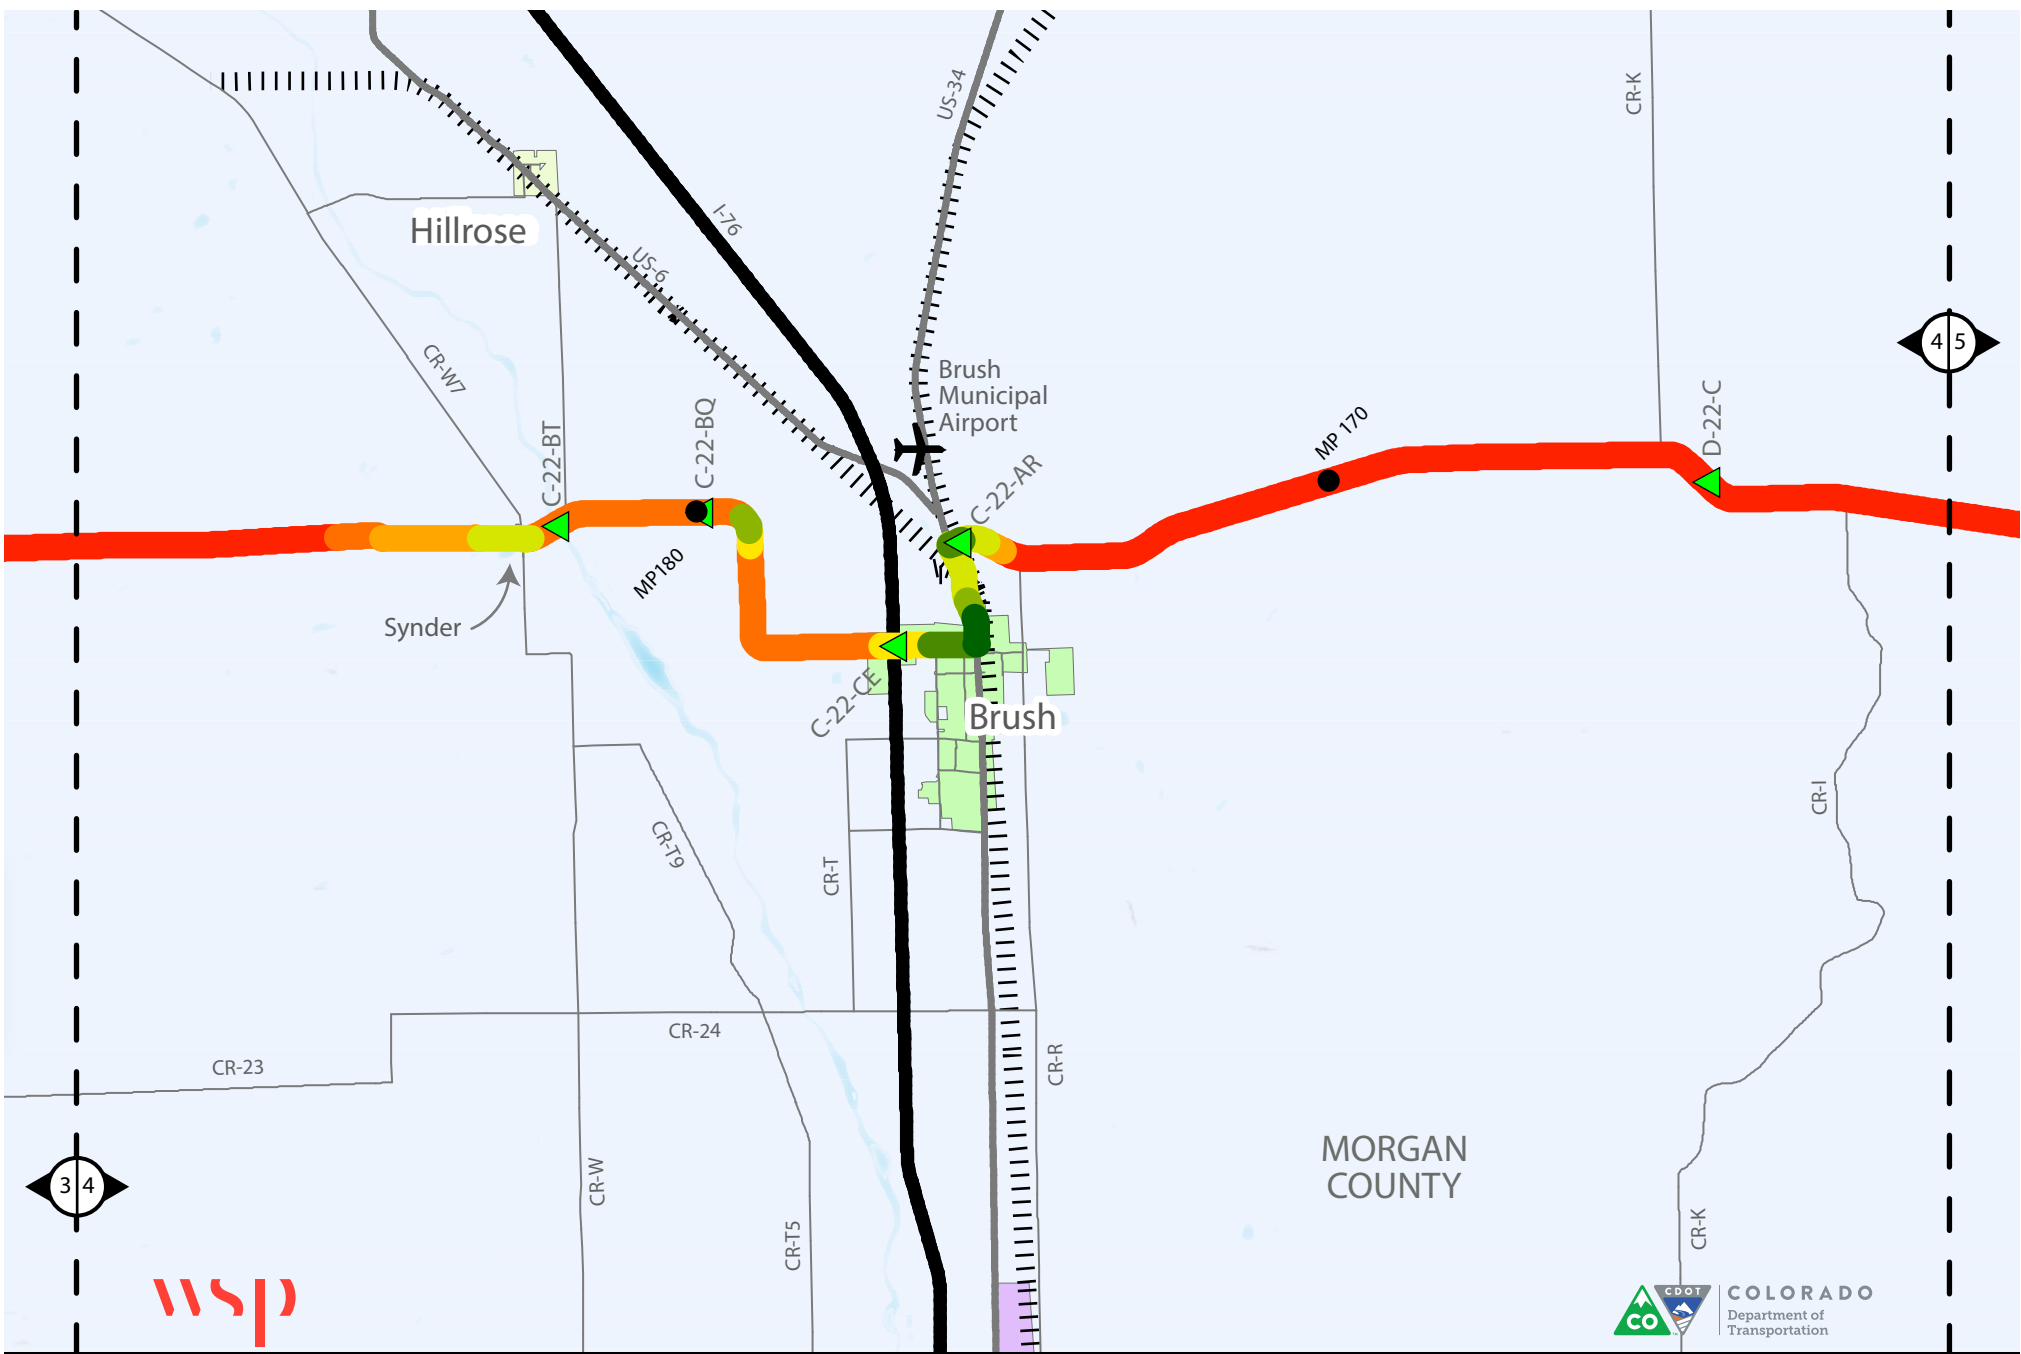 US-34
CR-K
Hillrose
I-76
US-6
CR-W7
C-22-BT
C-22-BQ
Brush
Municipal
Airport
C-22-AR
MP 170
D-22-C
4 5
MP180
Synder
C-22-CE
Brush
CR-T9
CR-T
CR-I
CR-24
CR-23
CR-R
MORGAN
COUNTY
3 4
CR-W
CR-T5
CR-K
wsp
CO
CDOT
COLORADO
Department of
Transportation